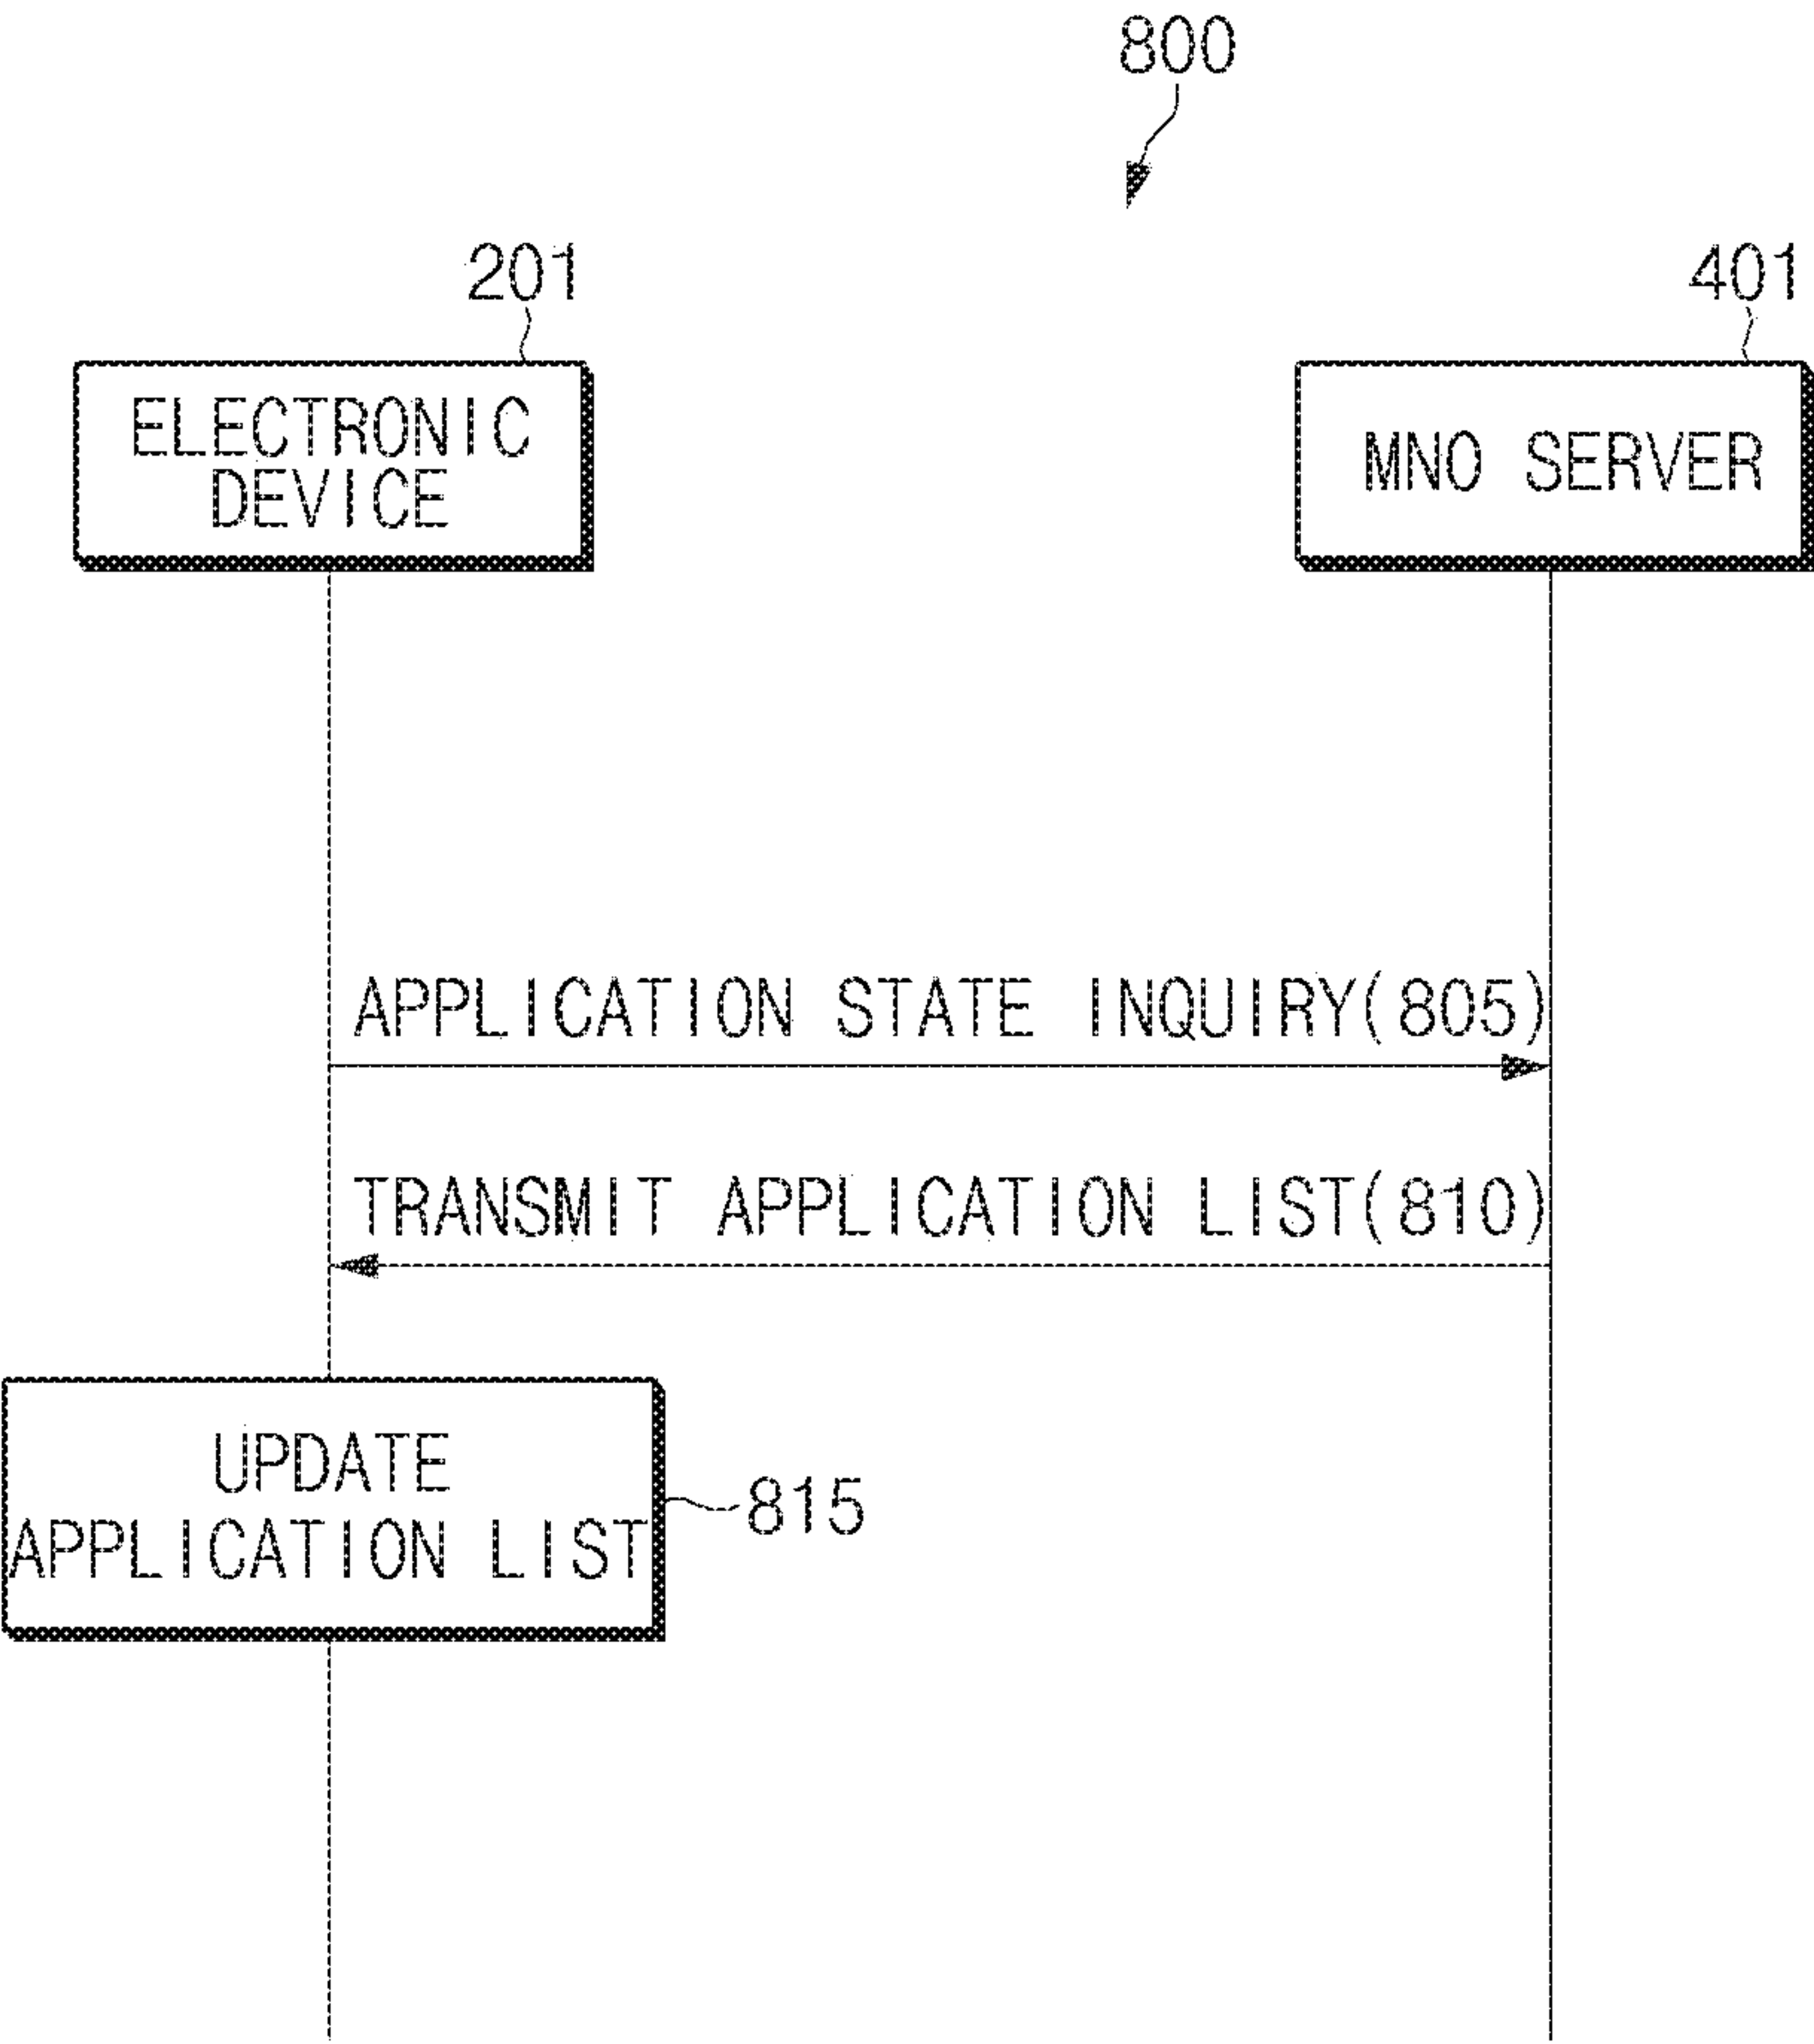 800
201
401
ELECTRONIC
DEVICE
MNO SERVER
APPLICATION STATE INQUIRY(805)
TRANSMIT APPLICATION LIST(810)
UPDATE
APPLICATION LIST
815